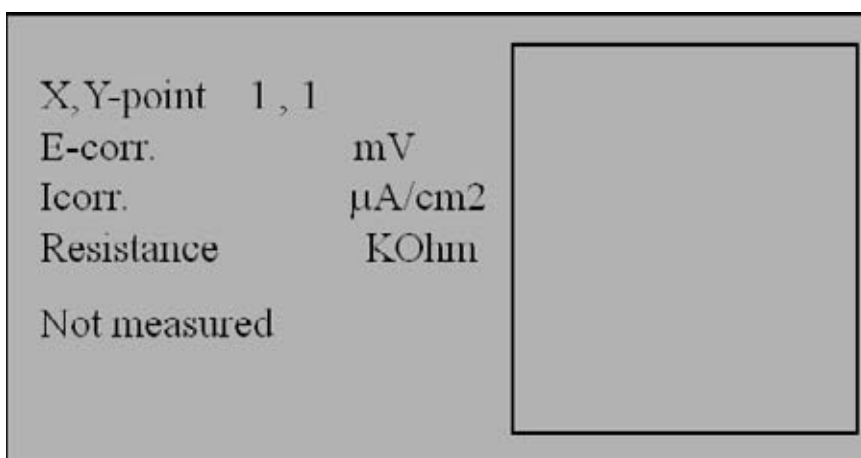 X,Y-point 1 , 1
E-corr. mV
Icorr. μA/cm2
Resistance KOhm
Not measured